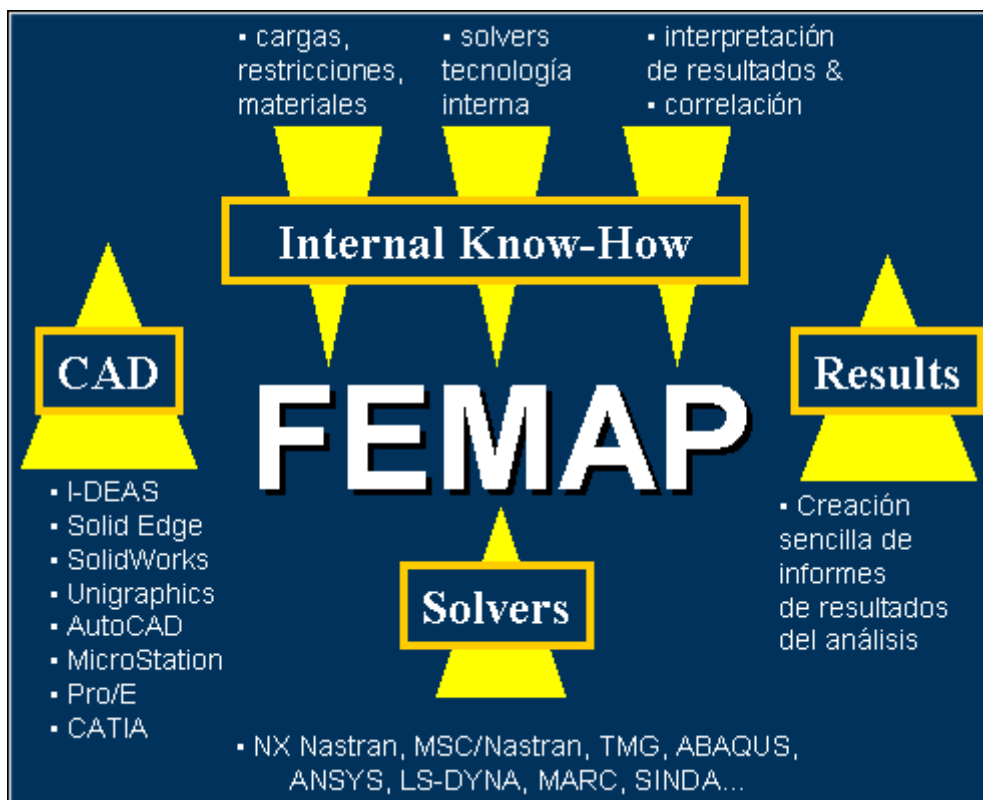 ▪ cargas,
restricciones,
materiales
▪ solvers
tecnología
interna
▪ interpretación
de resultados &
▪ correlación
Internal Know-How
CAD
▪ I-DEAS
▪ Solid Edge
▪ SolidWorks
▪ Unigraphics
▪ AutoCAD
▪ MicroStation
▪ Pro/E
▪ CATIA
FEMAP
Results
▪ Creación
sencilla de
informes
de resultados
del análisis
Solvers
▪ NX Nastran, MSC/Nastran, TMG, ABAQUS,
ANSYS, LS-DYNA, MARC, SINDA...